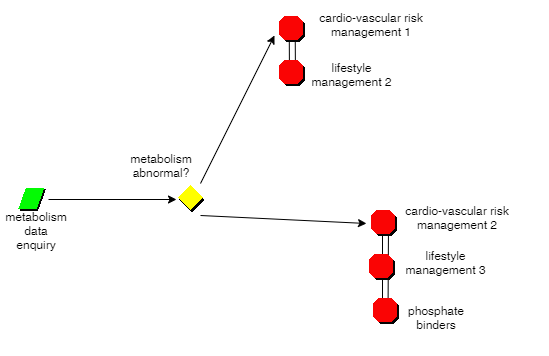 cardio-vascular risk
management 1
lifestyle
management 2
metabolism
abnormal?
metabolism
data
enquiry
cardio-vascular risk
management 2
lifestyle
management 3
phosphate
binders